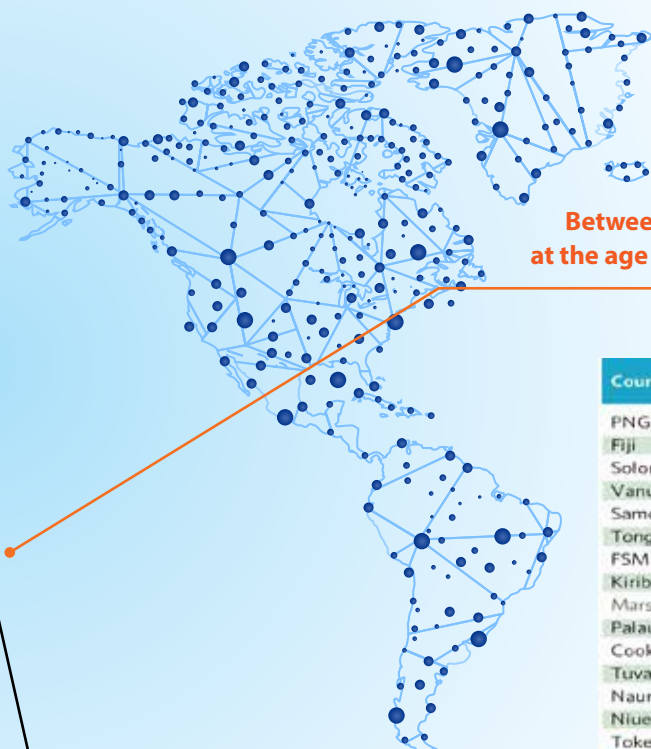 Betwee
at the age
Coun
PNG
Fiji
Solo
Vanu
Samo
Tong
FSM
Kirib
Mars
Palau
Cook
Tuva
Naur
Niue
Toke